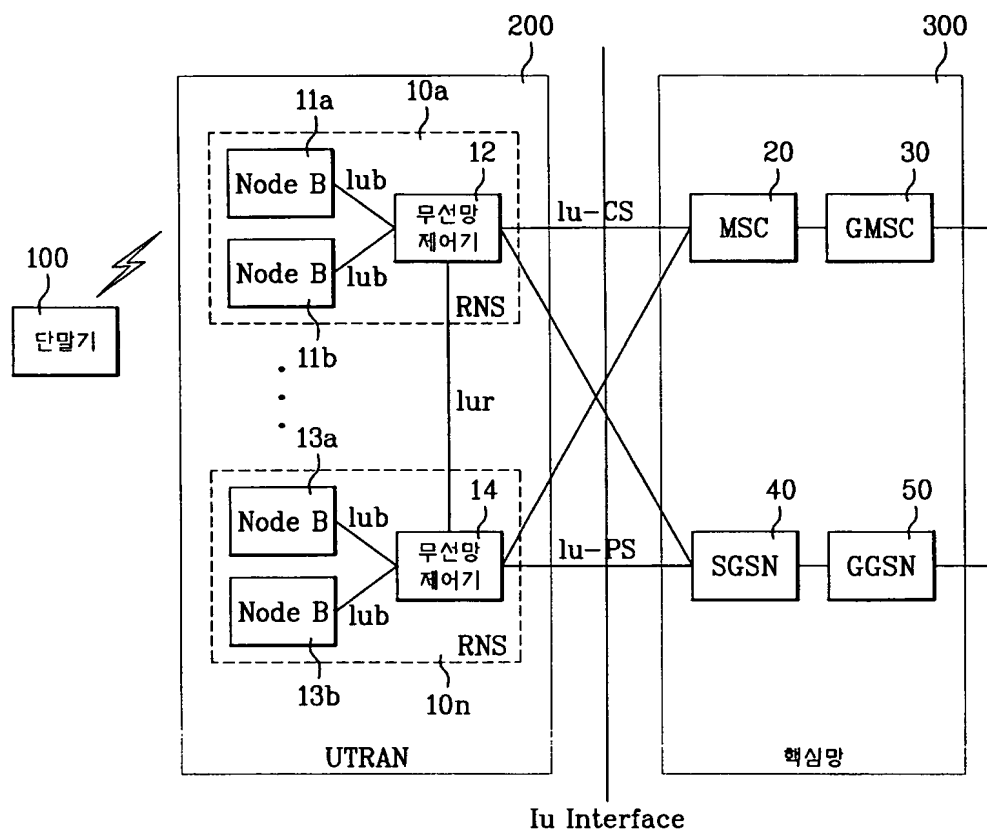 200
300
10a
11a
Node B
lub
12
무선망
제어기
lu-CS
20
MSC
30
GMSC
Node B
lub
RNS
11b
100
단말기
lur
13a
Node B
lub
14
무선망
제어기
lu-PS
40
SGSN
50
GGSN
Node B
lub
RNS
13b
10n
UTRAN
핵심망
Iu Interface